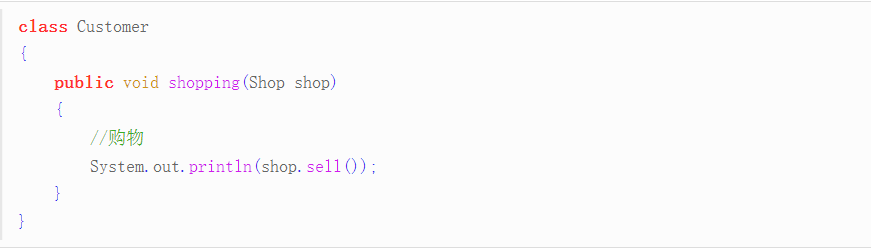 class Customer
{
    public void shopping(Shop shop)
    {
        //购物
        System.out.println(shop.sell());
    }
}